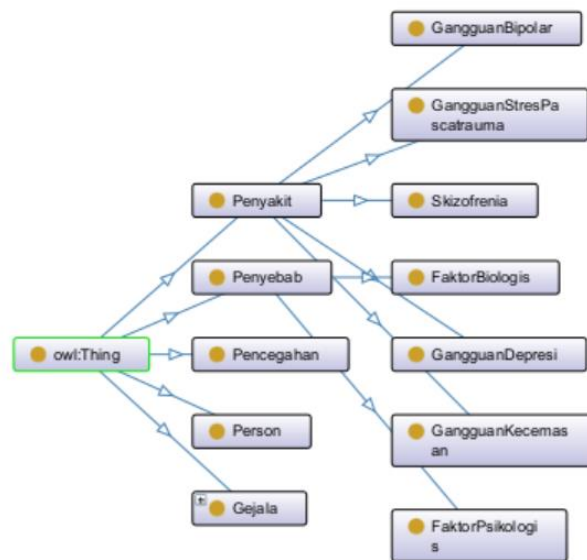 GangguanBipolar
GangguanStresPa
scatrauma
Penyakit
Skizofrenia
Penyebab
FaktorBiologis
owl:Thing
Pencegahan
GangguanDepresi
Person
GangguanKecemas
an
Gejala
FaktorPsikologi
s